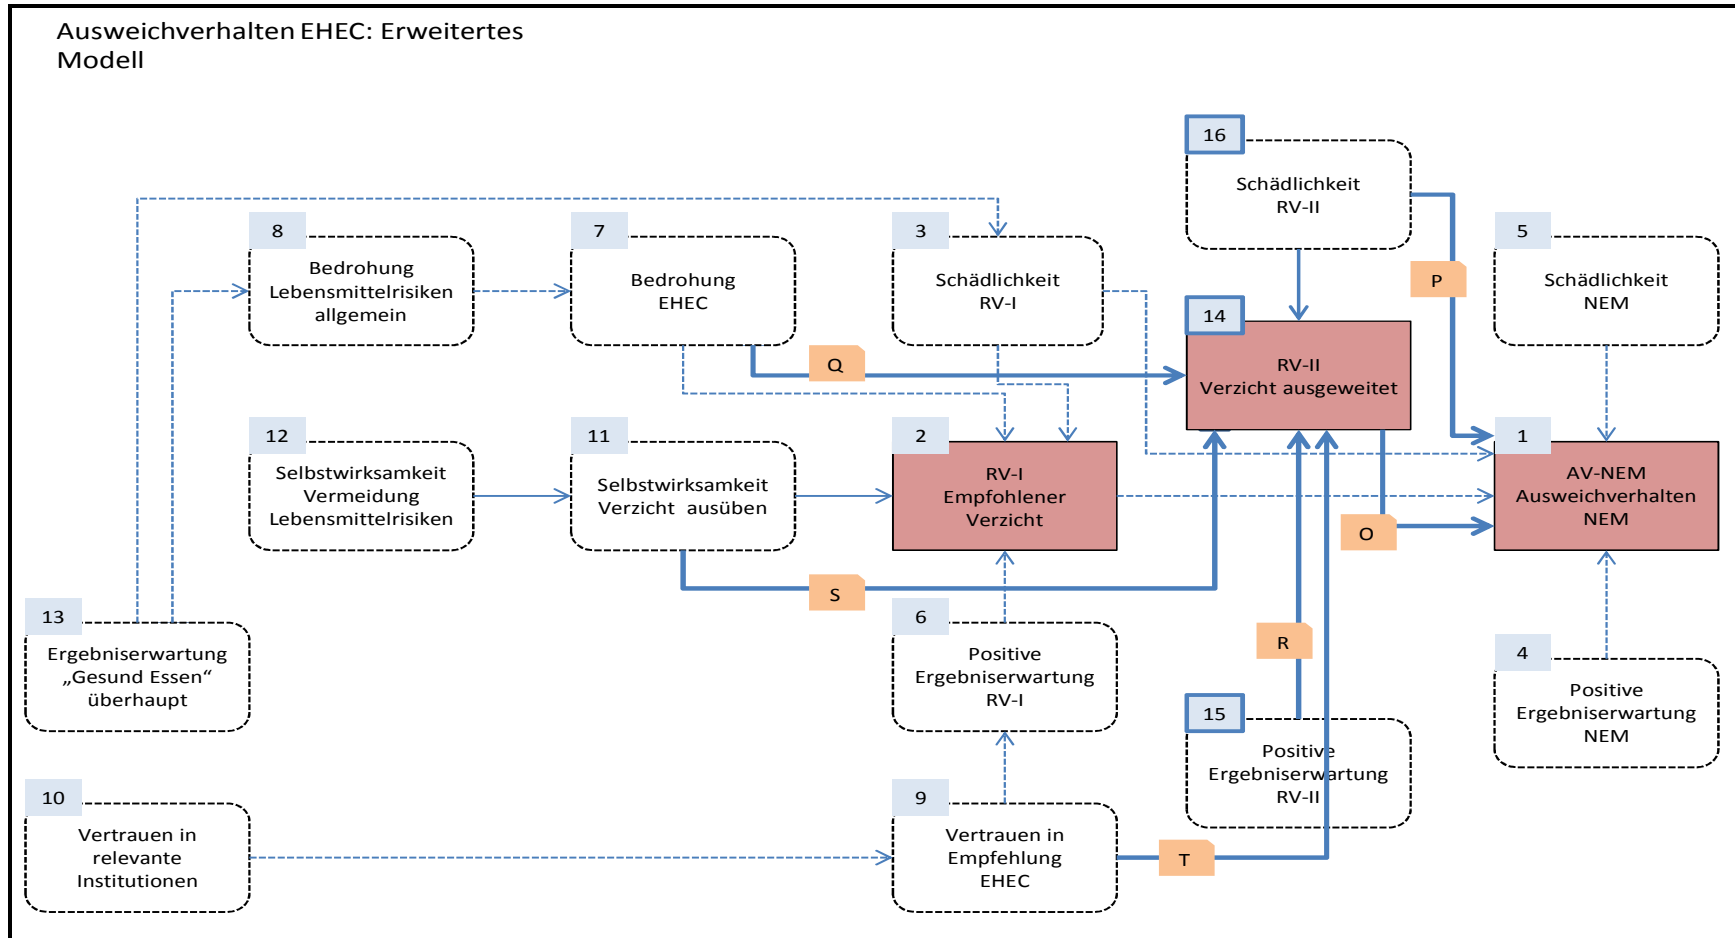 Ausweichverhalten EHEC: Erweitertes
Modell
16
Schädlichkeit
RV-II
8
Bedrohung
Lebensmittelrisiken
allgemein
7
Bedrohung
EHEC
3
Schädlichkeit
RV-I
P
5
Schädlichkeit
NEM
14
RV-II
Verzicht ausgeweitet
Q
12
Selbstwirksamkeit
Vermeidung
Lebensmittelrisiken
11
Selbstwirksamkeit
Verzicht ausüben
2
RV-I
Empfohlener
Verzicht
1
AV-NEM
Ausweichverhalten
NEM
O
S
13
Ergebniserwartung
„Gesund Essen“
überhaupt
6
Positive
Ergebniserwartung
RV-I
R
4
Positive
Ergebniserwartung
NEM
15
Positive
Ergebniserwartung
RV-II
10
Vertrauen in
relevante
Institutionen
9
Vertrauen in
Empfehlung
EHEC
T